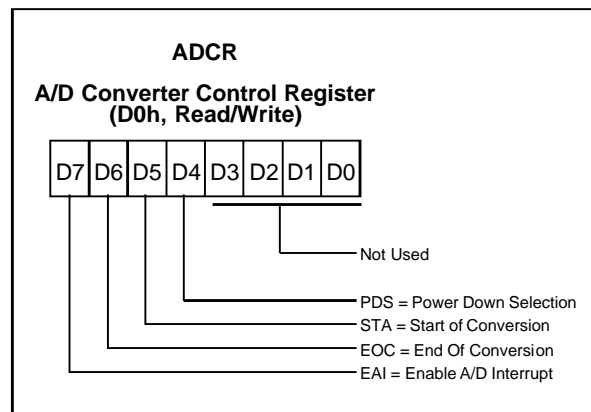 ADCR
A/D Converter Control Register
(D0h, Read/Write)
D7 D6 D5 D4 D3 D2 D1 D0
Not Used
PDS = Power Down Selection
STA = Start of Conversion
EOC = End Of Conversion
EAI = Enable A/D Interrupt